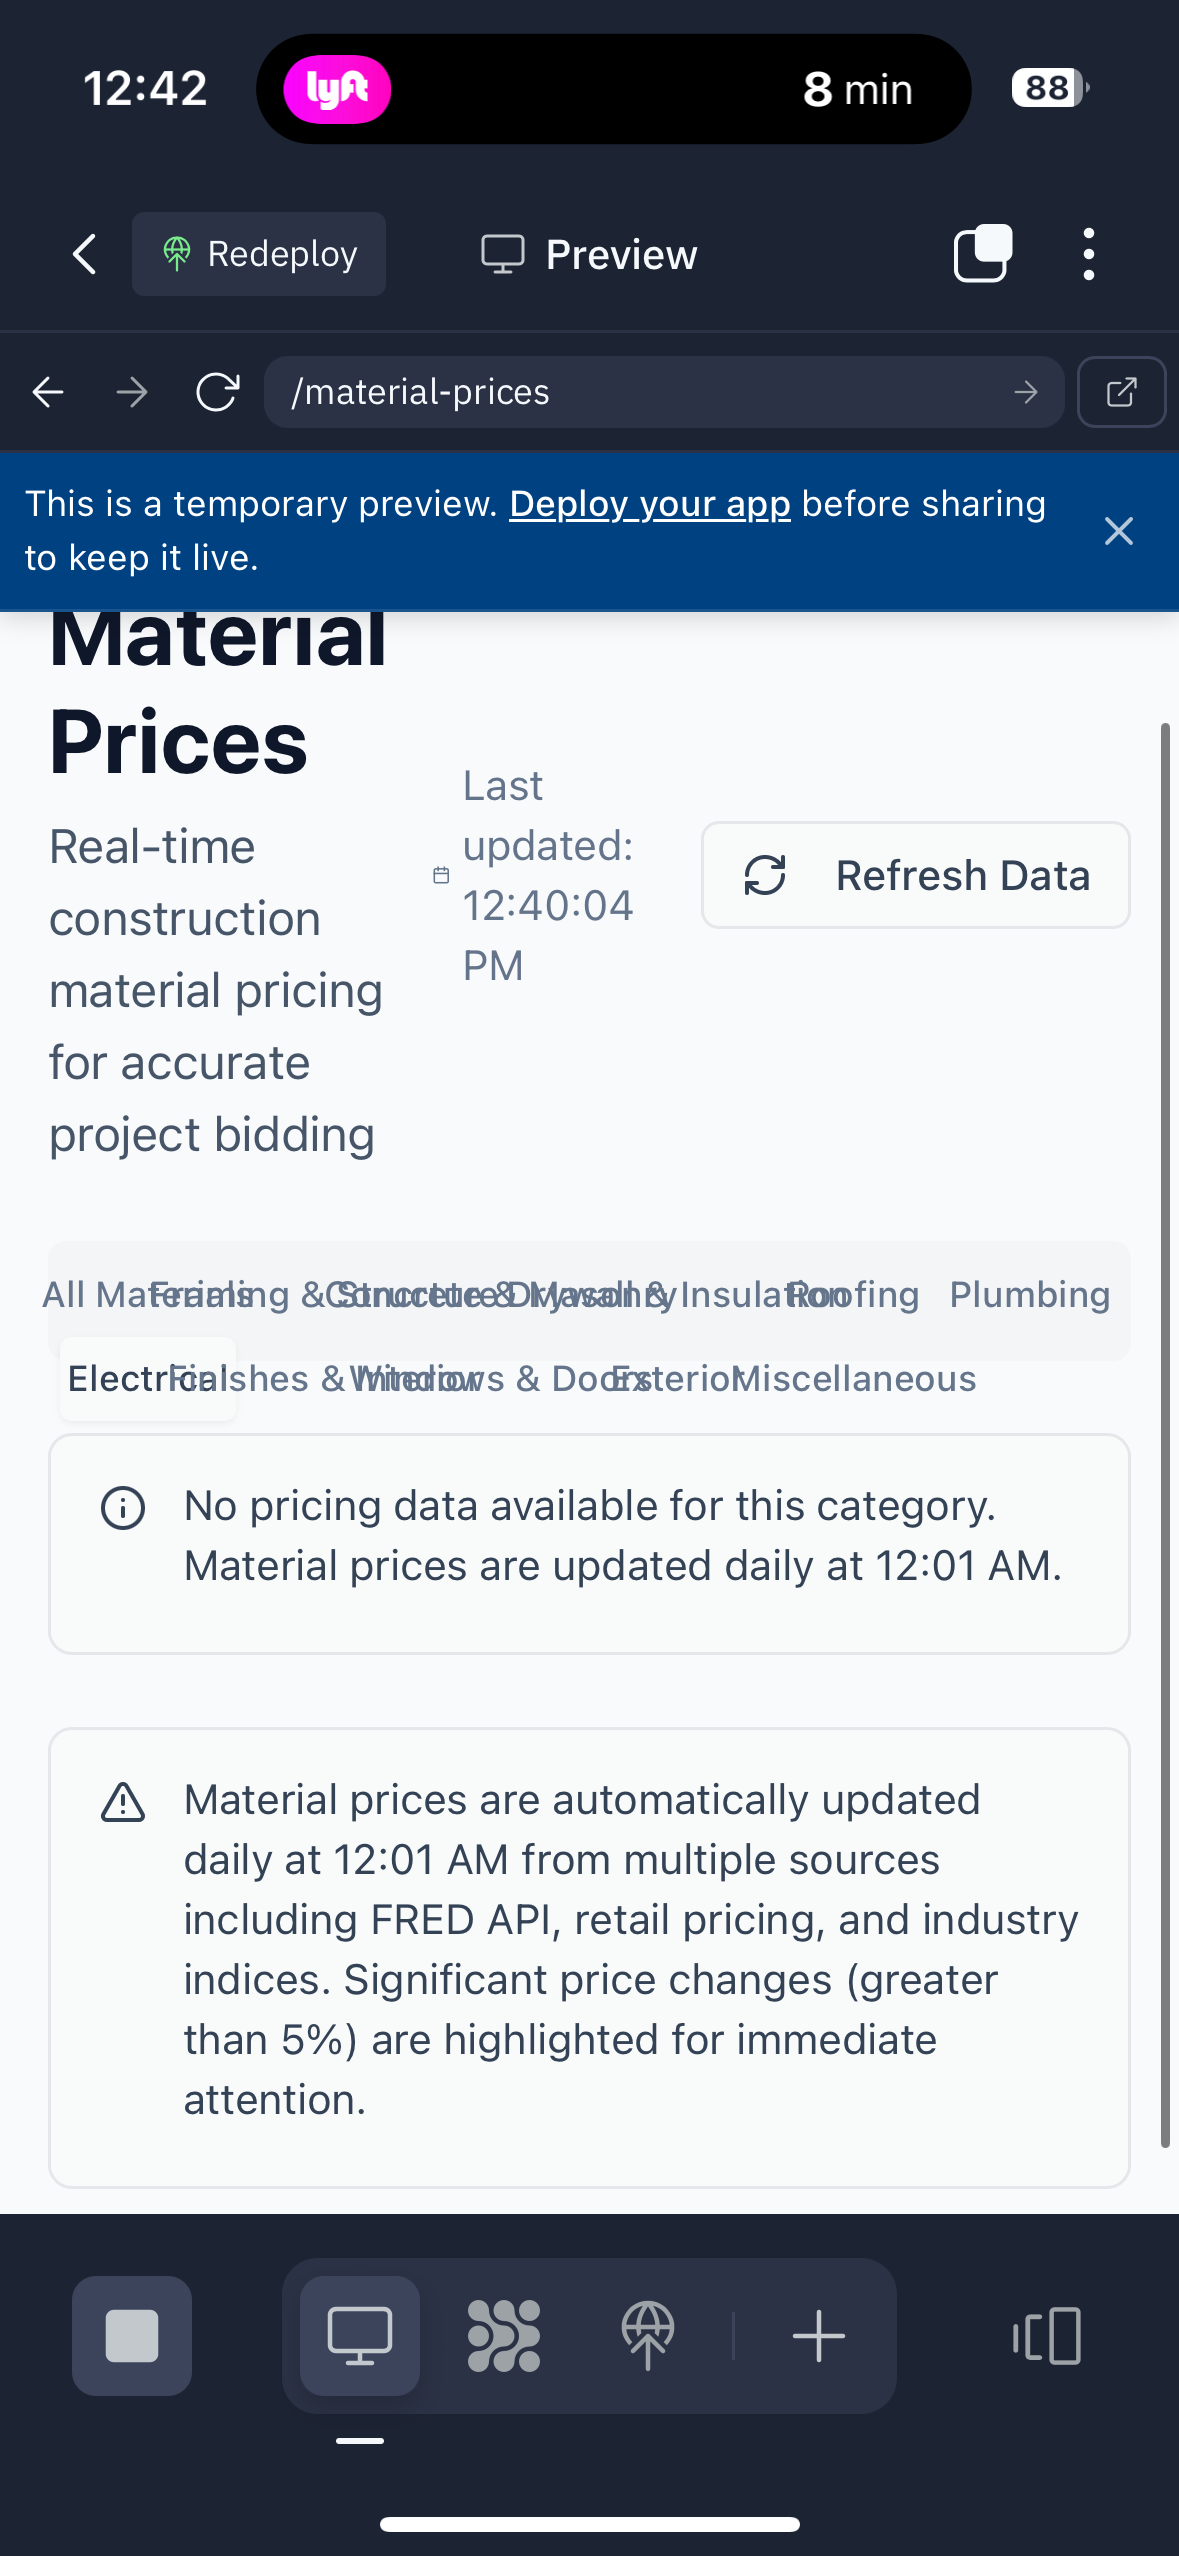 12:42
lyft
8 min
88
Redeploy
Preview
/material-prices
This is a temporary preview. Deploy your app before sharing
to keep it live.
Material
Prices
Real-time
construction
material pricing
for accurate
project bidding
Last
updated:
12:40:04
PM
Refresh Data
All Materials Framing & Structure Concrete & Masonry Drywall & Insulation Roofing Plumbing
Electrical Finishes & Interior Windows & Doors Exterior Miscellaneous
No pricing data available for this category.
Material prices are updated daily at 12:01 AM.
Material prices are automatically updated
daily at 12:01 AM from multiple sources
including FRED API, retail pricing, and industry
indices. Significant price changes (greater
than 5%) are highlighted for immediate
attention.